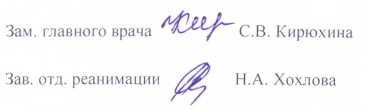 Зам. главного врача С.В. Кирюхина
Зав. отд. реанимации Н.А. Хохлова